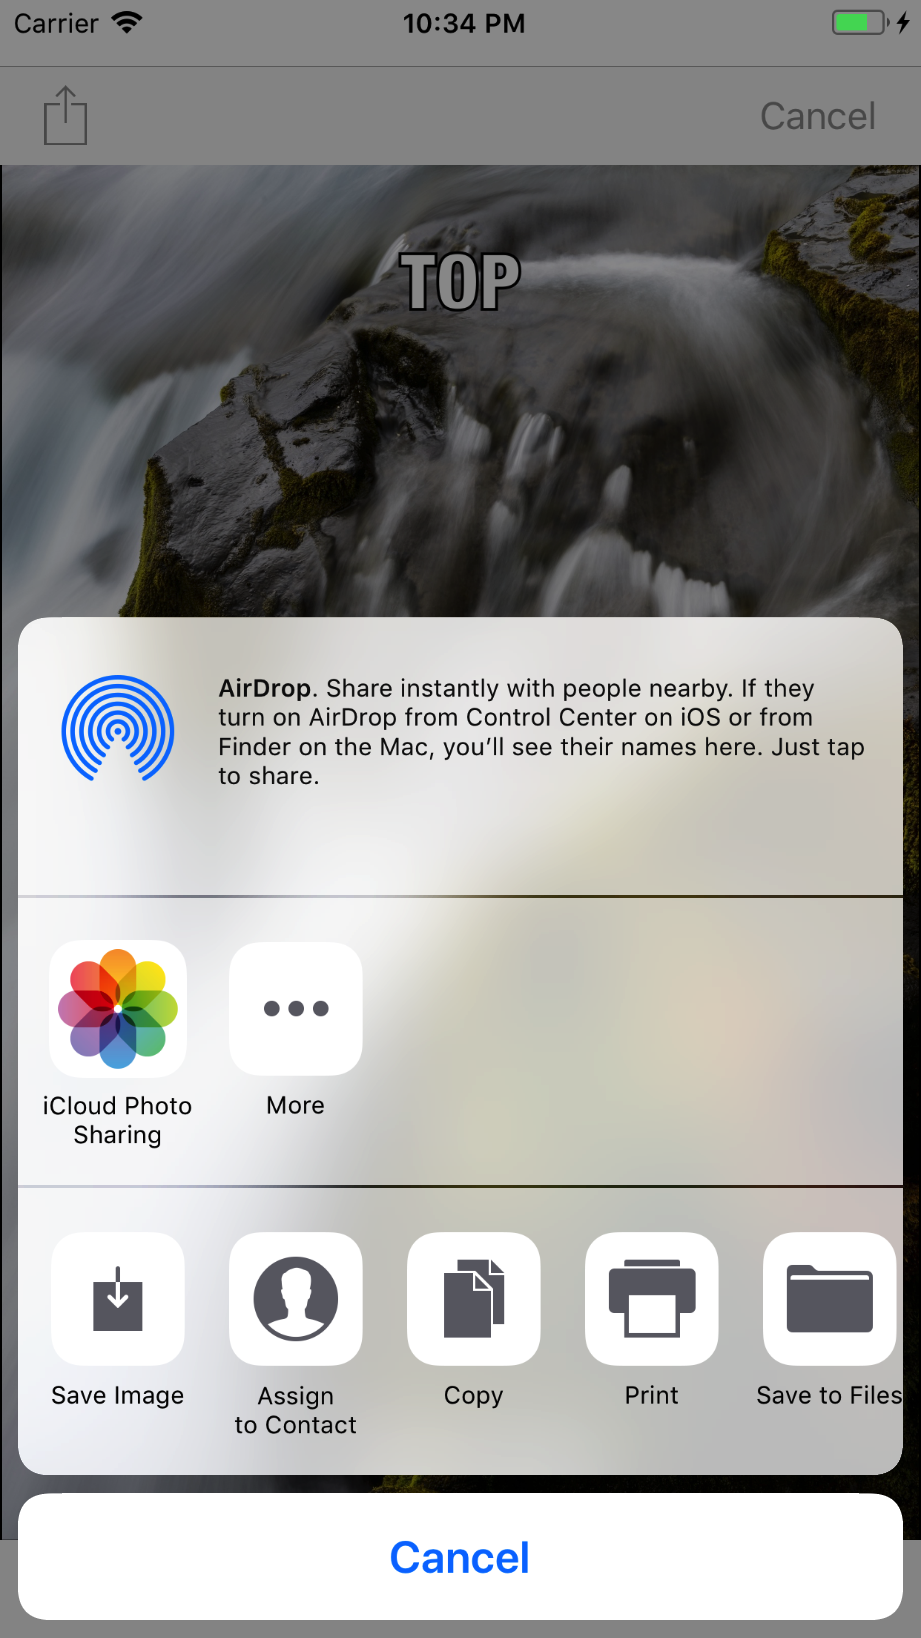 Carrier 10:34 PM
Cancel
TOP
AirDrop. Share instantly with people nearby. If they
turn on AirDrop from Control Center on iOS or from
Finder on the Mac, you’ll see their names here. Just tap
to share.
iCloud Photo
Sharing
More
Save Image
Assign
to Contact
Copy
Print
Save to Files
Cancel